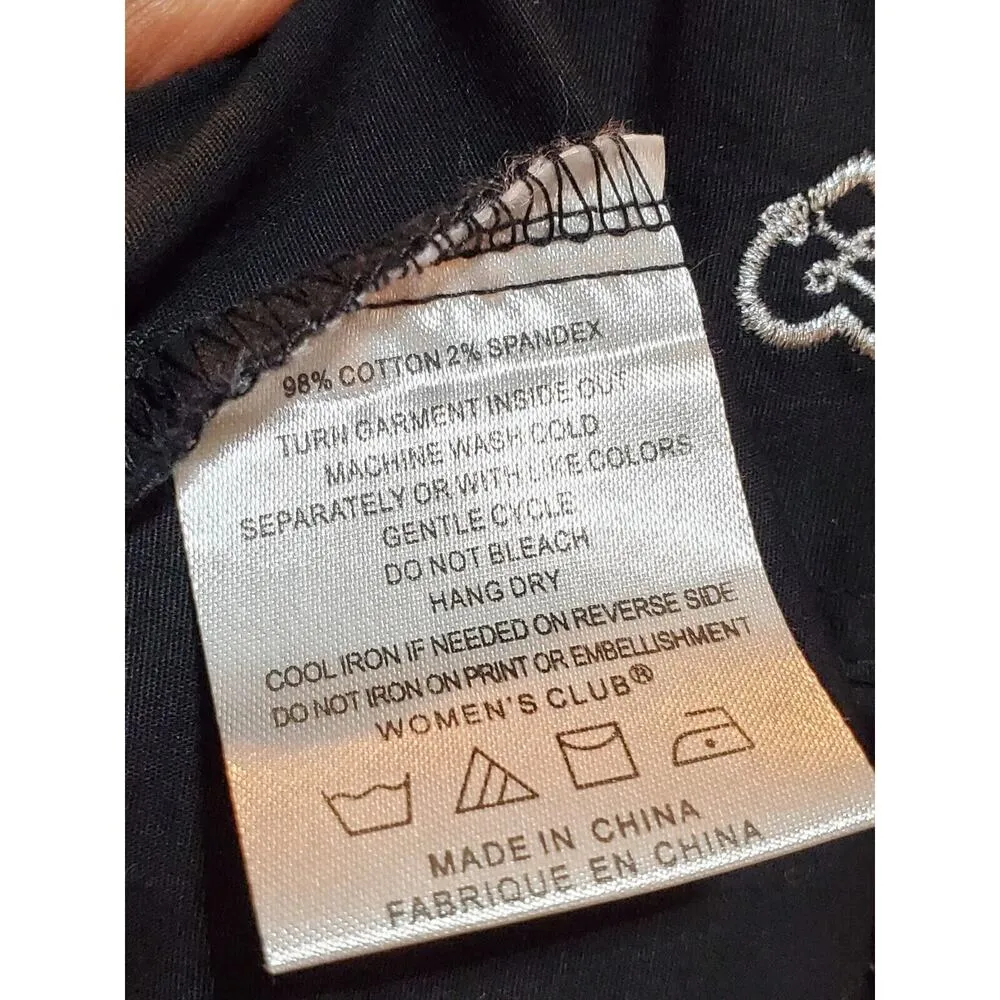 98% COTTON 2% SPANDEX
TURN GARMENT INSIDE OUT
MACHINE WASH COLD
SEPARATELY OR WITH LIKE COLORS
GENTLE CYCLE
DO NOT BLEACH
HANG DRY
COOL IRON IF NEEDED ON REVERSE SIDE
DO NOT IRON ON PRINT OR EMBELLISHMENT
WOMEN'S CLUB®
MADE IN CHINA
FABRIQUE EN CHINA